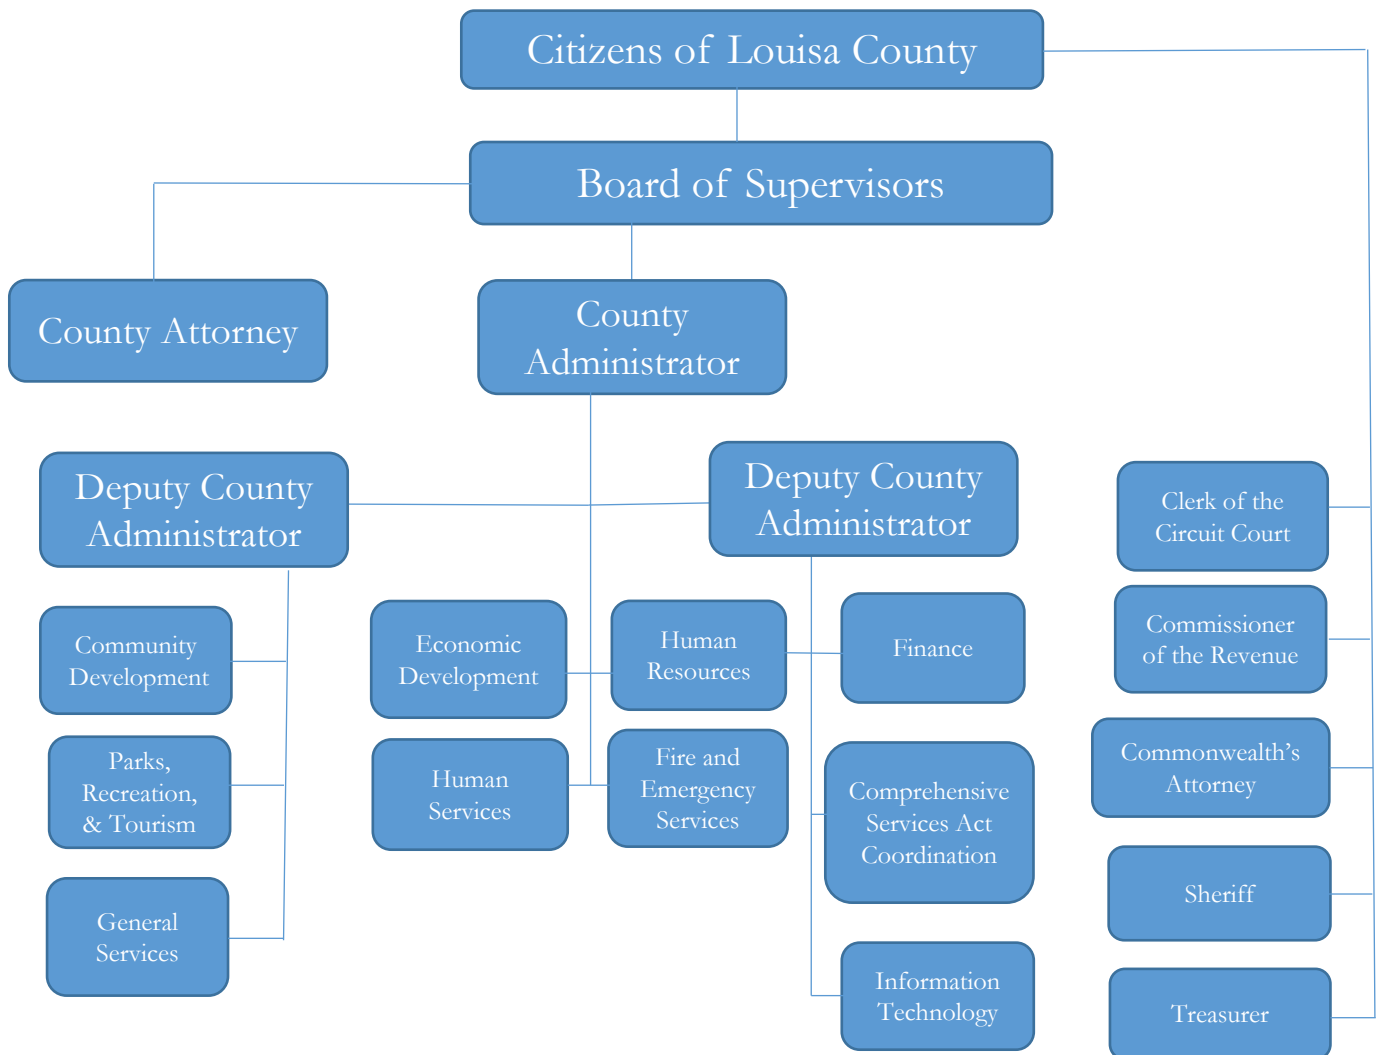 Citizens of Louisa County
Board of Supervisors
County Attorney
County
Administrator
Deputy County
Administrator
Deputy County
Administrator
Clerk of the
Circuit Court
Community
Development
Economic
Development
Human
Resources
Finance
Commissioner
of the Revenue
Parks,
Recreation,
& Tourism
Human
Services
Fire and
Emergency
Services
Comprehensive
Services Act
Coordination
Commonwealth’s
Attorney
General
Services
Sheriff
Information
Technology
Treasurer